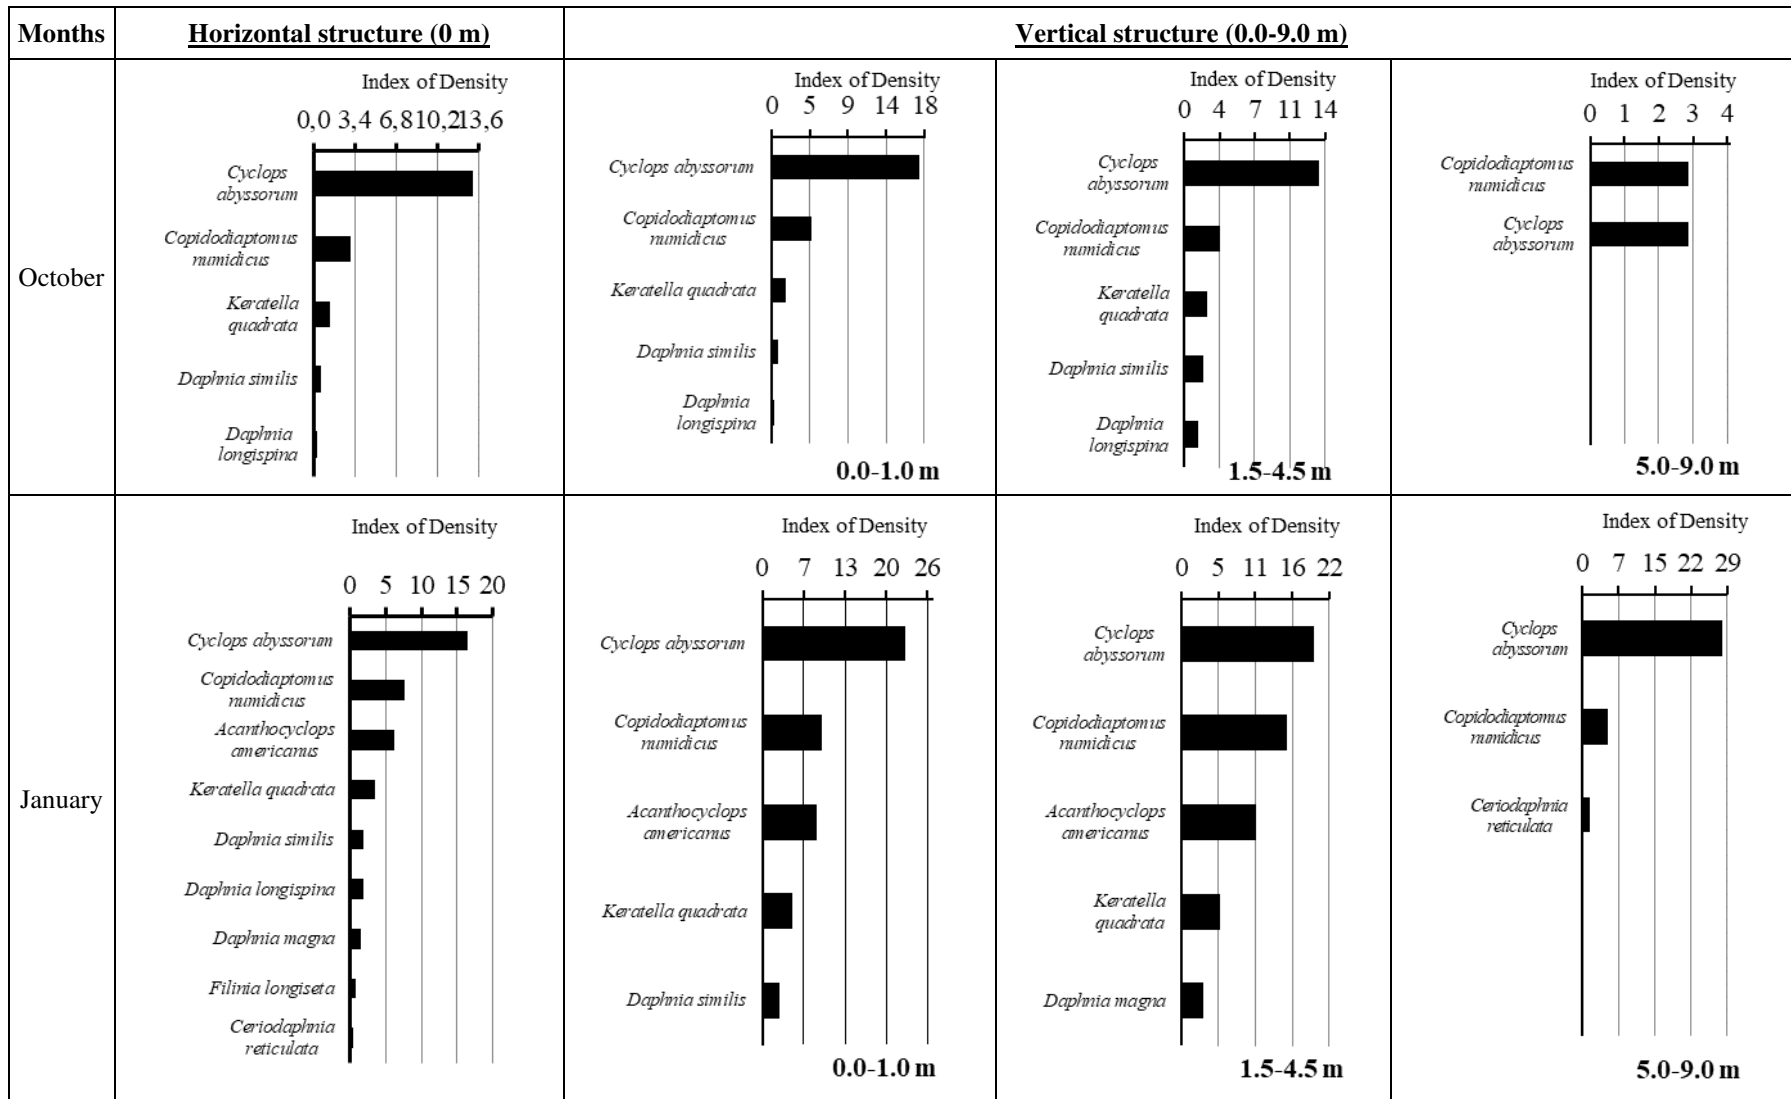 Months
Horizontal structure (0 m)
Vertical structure (0.0-9.0 m)
October
Index of Density
0,0 3,4 6,8 10,2 13,6
Cyclops
abyssorum
Copidodiaptomus
numidicus
Keratella
quadrata
Daphnia similis
Daphnia
longispina
Index of Density
0 5 9 14 18
Cyclops abyssorum
Copidodiaptomus
numidicus
Keratella quadrata
Daphnia similis
Daphnia
longispina
0.0-1.0 m
Index of Density
0 4 7 11 14
Cyclops
abyssorum
Copidodiaptomus
numidicus
Keratella
quadrata
Daphnia similis
Daphnia
longispina
1.5-4.5 m
Index of Density
0 1 2 3 4
Copidodiaptomus
numidicus
Cyclops
abyssorum
5.0-9.0 m
January
Index of Density
0 5 10 15 20
Cyclops abyssorum
Copidodiaptomus
numidicus
Acanthocyclops
americanus
Keratella quadrata
Daphnia similis
Daphnia longispina
Daphnia magna
Filinia longiseta
Ceriodaphnia
reticulata
Index of Density
0 7 13 20 26
Cyclops abyssorum
Copidodiaptomus
numidicus
Acanthocyclops
americanus
Keratella quadrata
Daphnia similis
0.0-1.0 m
Index of Density
0 5 11 16 22
Cyclops
abyssorum
Copidodiaptomus
numidicus
Acanthocyclops
americanus
Keratella
quadrata
Daphnia magna
1.5-4.5 m
Index of Density
0 7 15 22 29
Cyclops
abyssorum
Copidodiaptomus
numidicus
Ceriodaphnia
reticulata
5.0-9.0 m